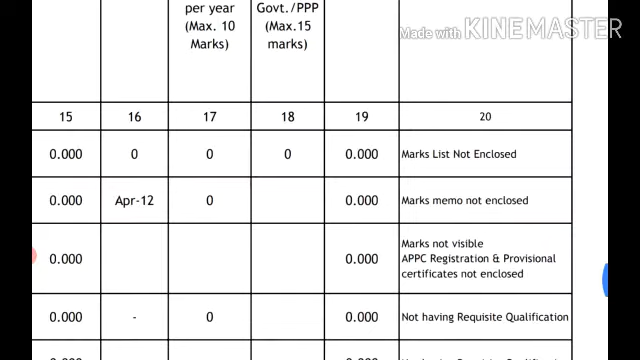 per year Govt./PPP
(Max. 10 (Max.15
Marks) marks)
Made with KINEMASTER
15 16 17 18 19 20
0.000 0 0 0 0.000 Marks List Not Enclosed
0.000 Apr-12 0 0.000 Marks memo not enclosed
0.000 0.000 Marks not visible
APPC Registration & Provisional
certificates not enclosed
0.000 - 0 0.000 Not having Requisite Qualification